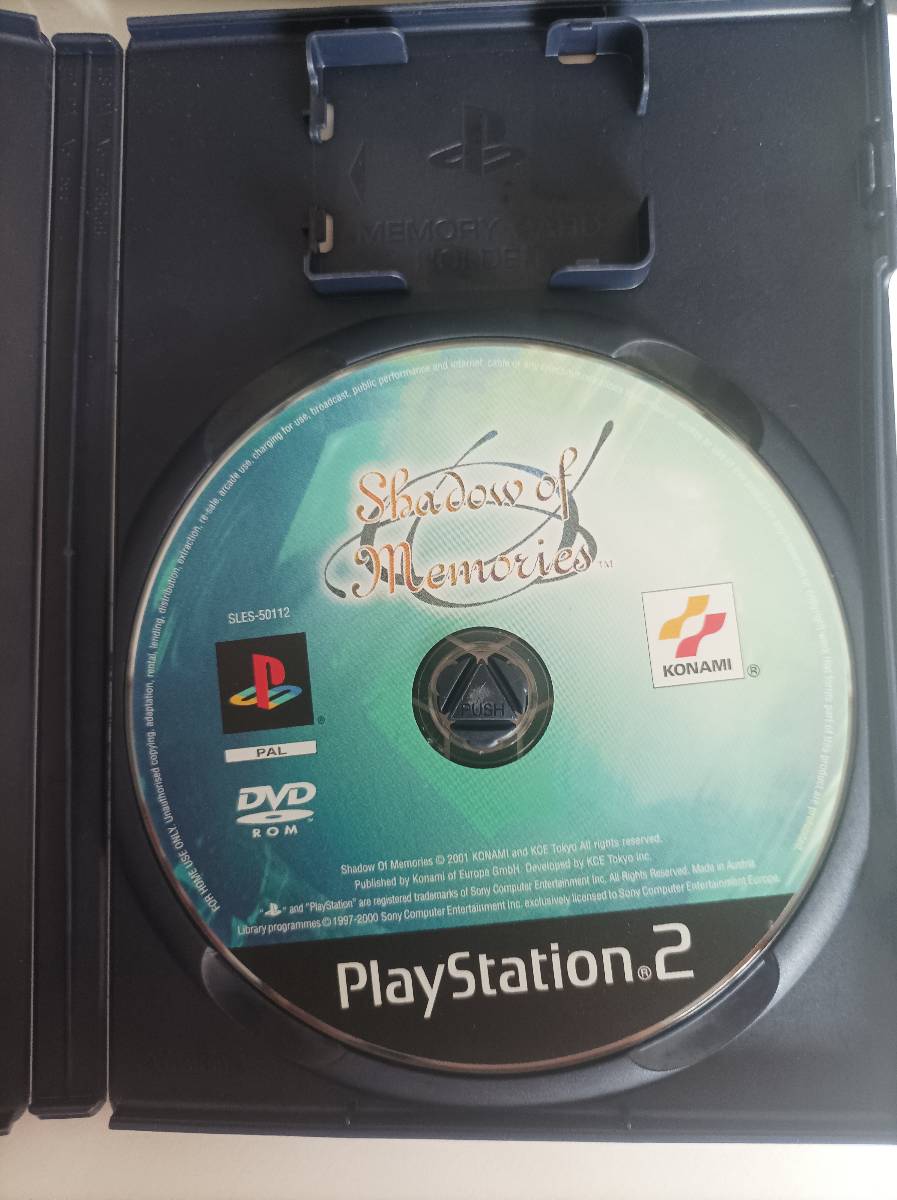 MEMORY CARD
HOLDER
FOR HOME USE ONLY. Unauthorised copying, adaptation, rental, lending, distribution, extraction, re-sale, arcade use, charging for use, broadcast, public performance and internet, cable or any
Shadow of
Memories™
SLES-50112
KONAMI ®
PUSH
PAL
DVD
ROM
Shadow Of Memories © 2001 KONAMI and KCE Tokyo All rights reserved.
Published by Konami of Europe GmbH. Developed by KCE Tokyo Inc.
" " and "PlayStation" are registered trademarks of Sony Computer Entertainment Inc. All Rights Reserved. Made in Austria.
Library programmes © 1997-2000 Sony Computer Entertainment Inc. exclusively licensed to Sony Computer Entertainment Europe.
PlayStation®2